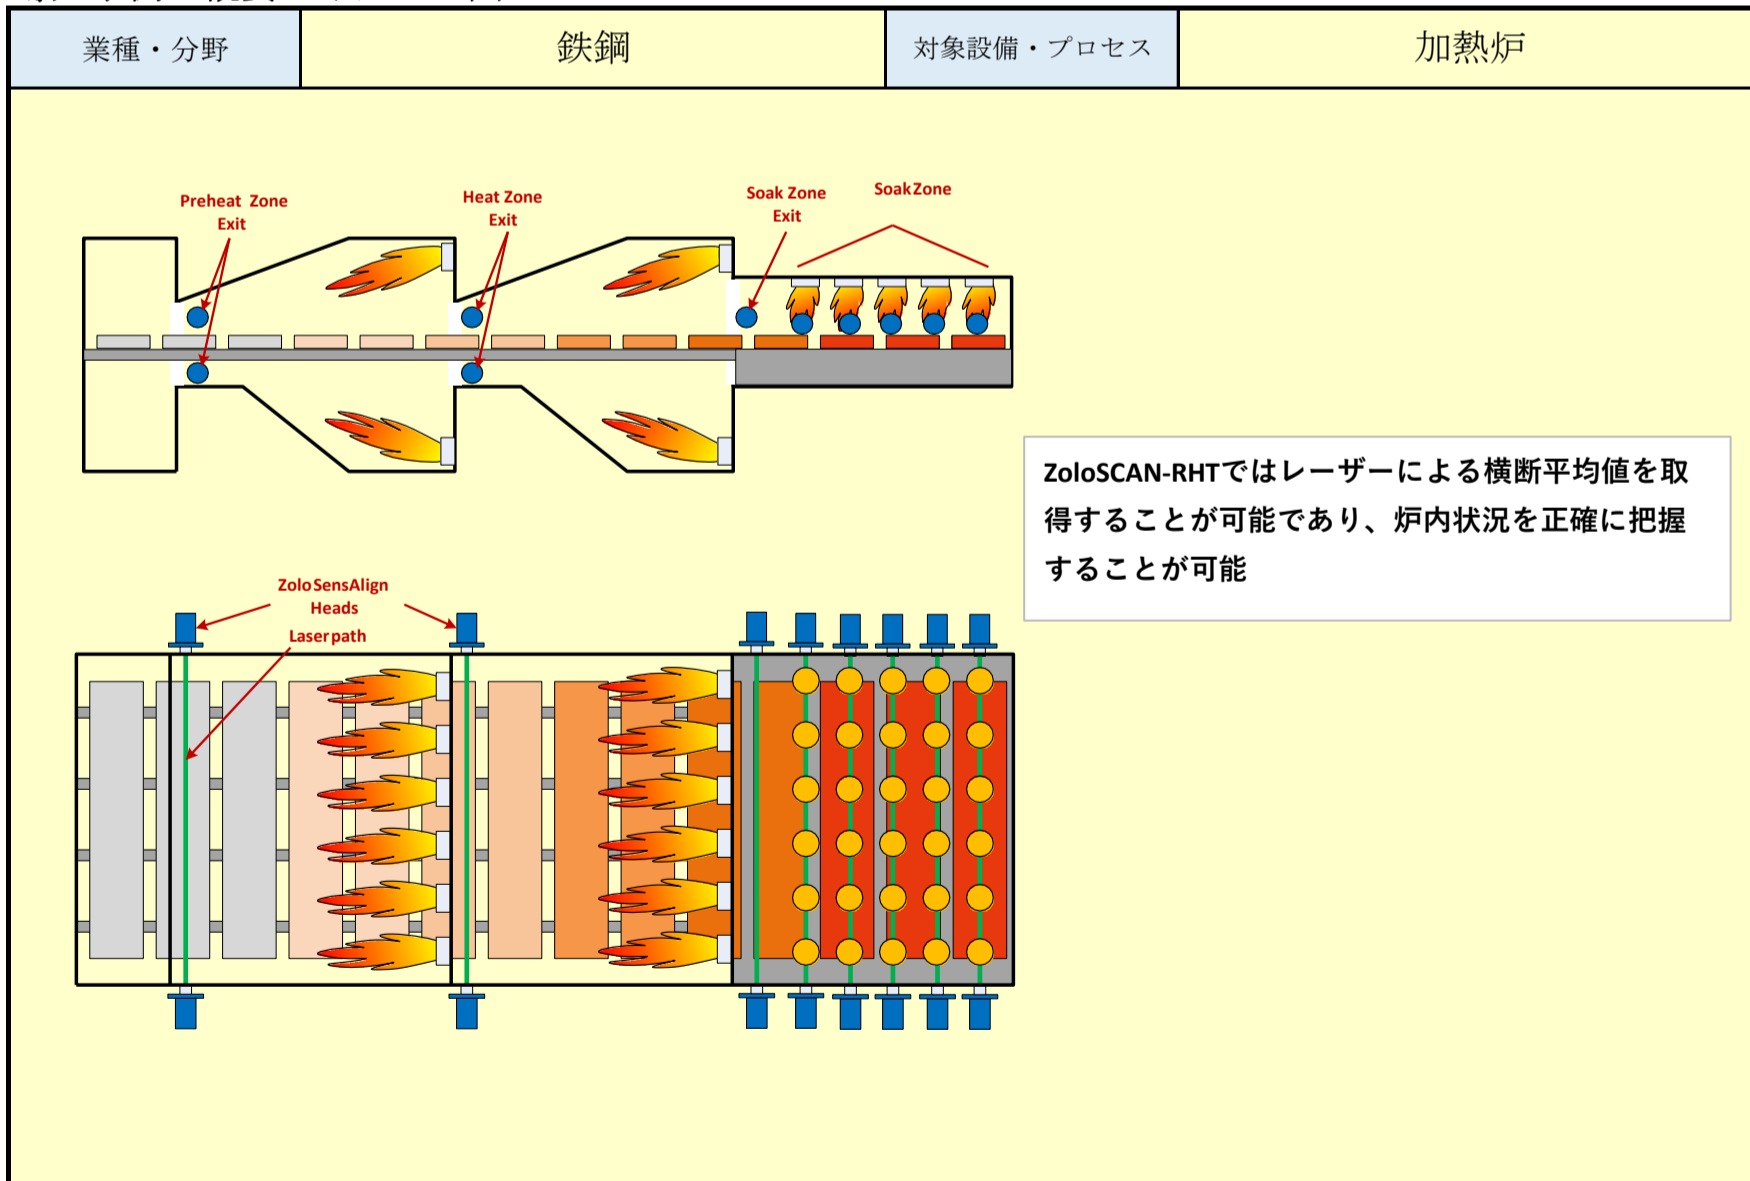 業種・分野
鉄鋼
対象設備・プロセス
加熱炉
Preheat Zone
Exit
Heat Zone
Exit
Soak Zone
Exit
Soak Zone
ZoloSCAN-RHTではレーザーによる横断平均値を取
得することが可能であり、炉内状況を正確に把握
することが可能
Zolo SensAlign
Heads
Laser path